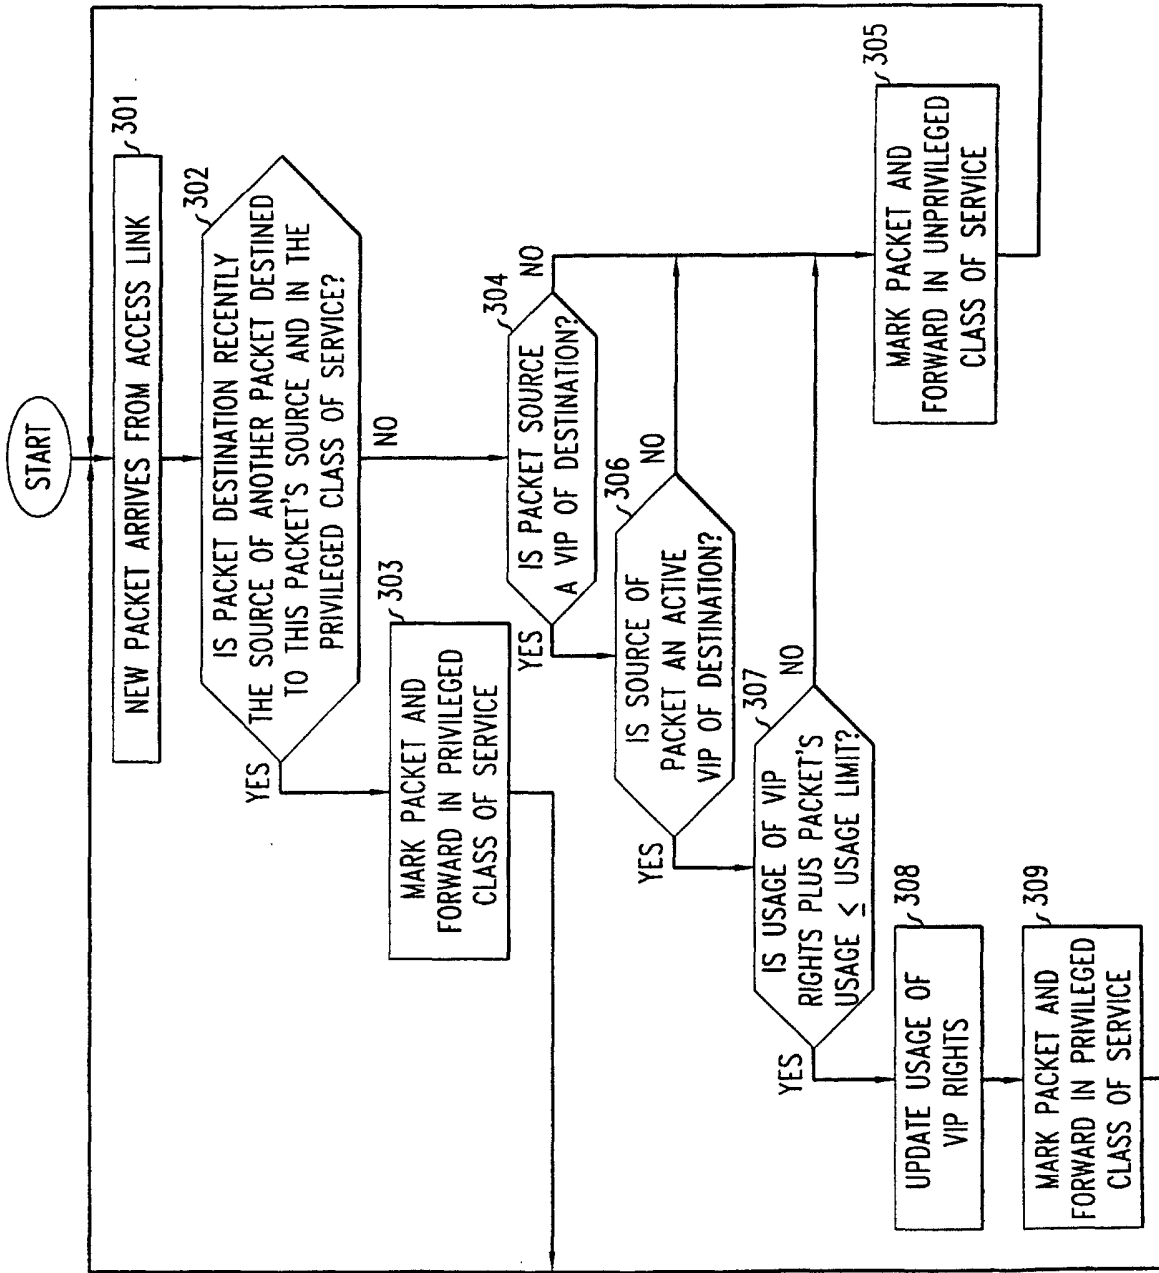 START
NEW PACKET ARRIVES FROM ACCESS LINK
301
302
IS PACKET DESTINATION RECENTLY
THE SOURCE OF ANOTHER PACKET DESTINED
TO THIS PACKET'S SOURCE AND IN THE
PRIVILEGED CLASS OF SERVICE?
YES
NO
303
MARK PACKET AND
FORWARD IN PRIVILEGED
CLASS OF SERVICE
304
IS PACKET SOURCE
A VIP OF DESTINATION?
YES
NO
306
IS SOURCE OF
PACKET AN ACTIVE
VIP OF DESTINATION?
YES
NO
307
IS USAGE OF VIP
RIGHTS PLUS PACKET'S
USAGE ≤ USAGE LIMIT?
YES
NO
305
MARK PACKET AND
FORWARD IN UNPRIVILEGED
CLASS OF SERVICE
308
UPDATE USAGE OF
VIP RIGHTS
309
MARK PACKET AND
FORWARD IN PRIVILEGED
CLASS OF SERVICE